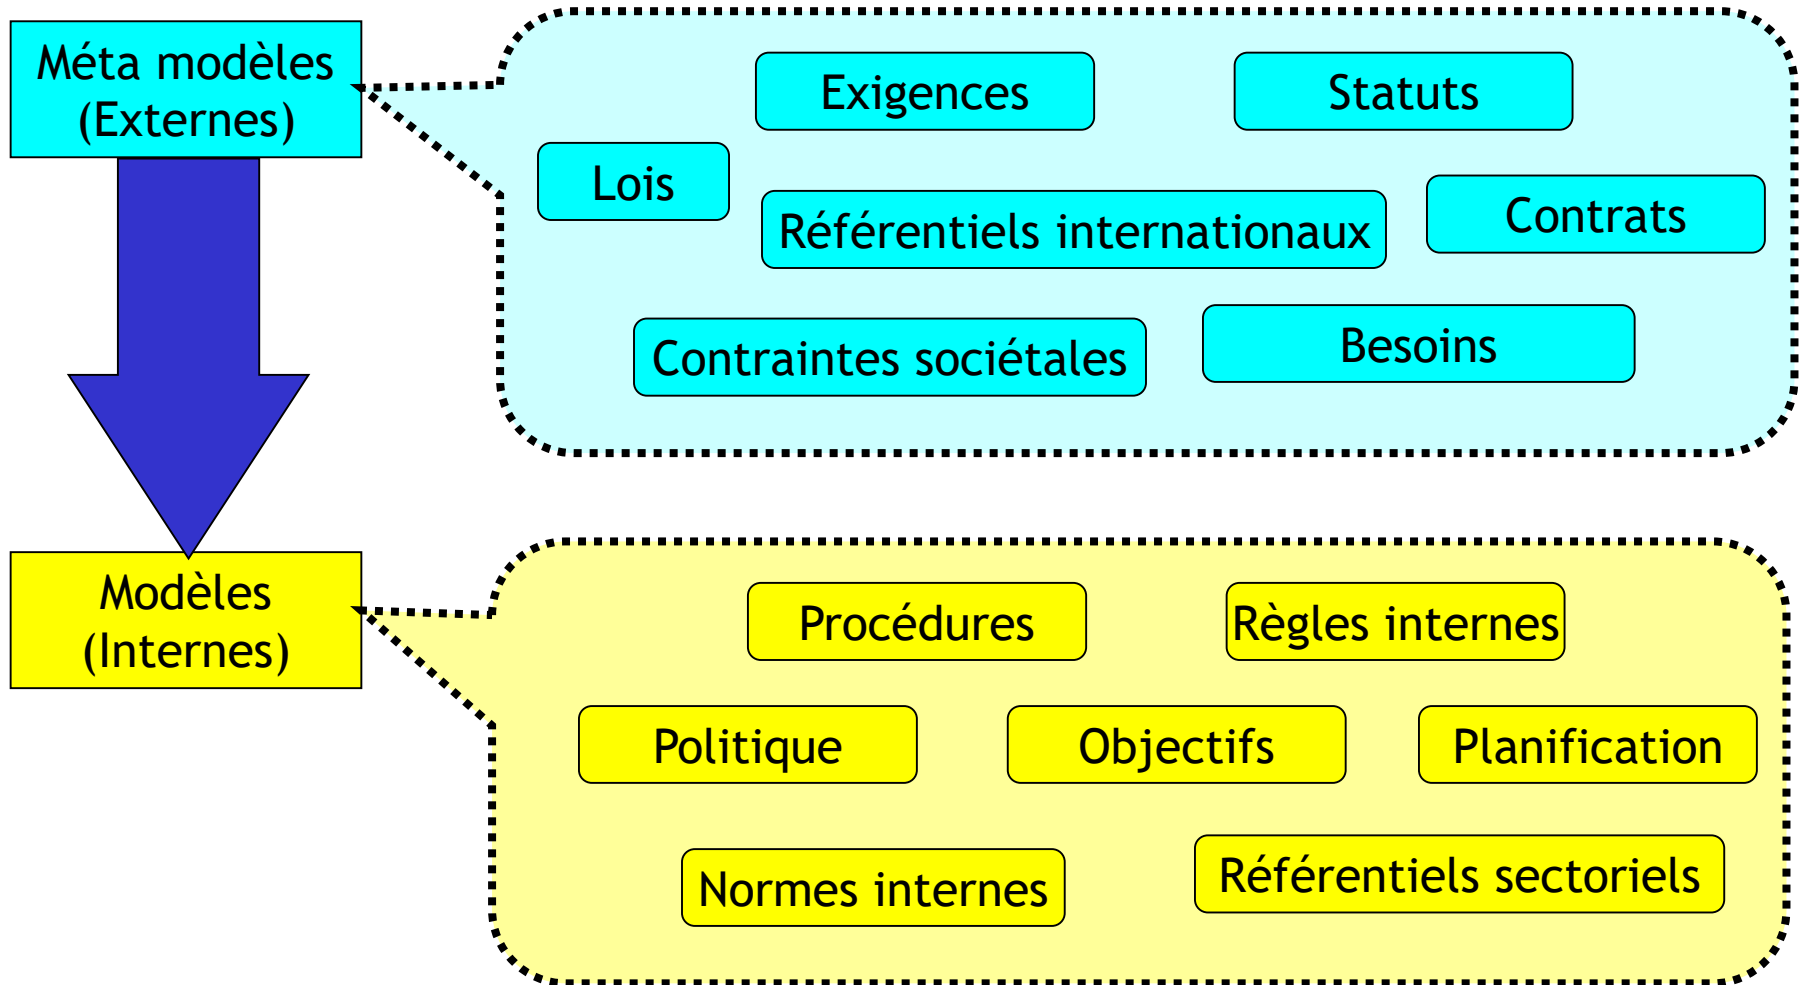 Méta modèles
(Externes)
Exigences
Statuts
Lois
Référentiels internationaux
Contrats
Contraintes sociétales
Besoins
Modèles
(Internes)
Procédures
Règles internes
Politique
Objectifs
Planification
Normes internes
Référentiels sectoriels